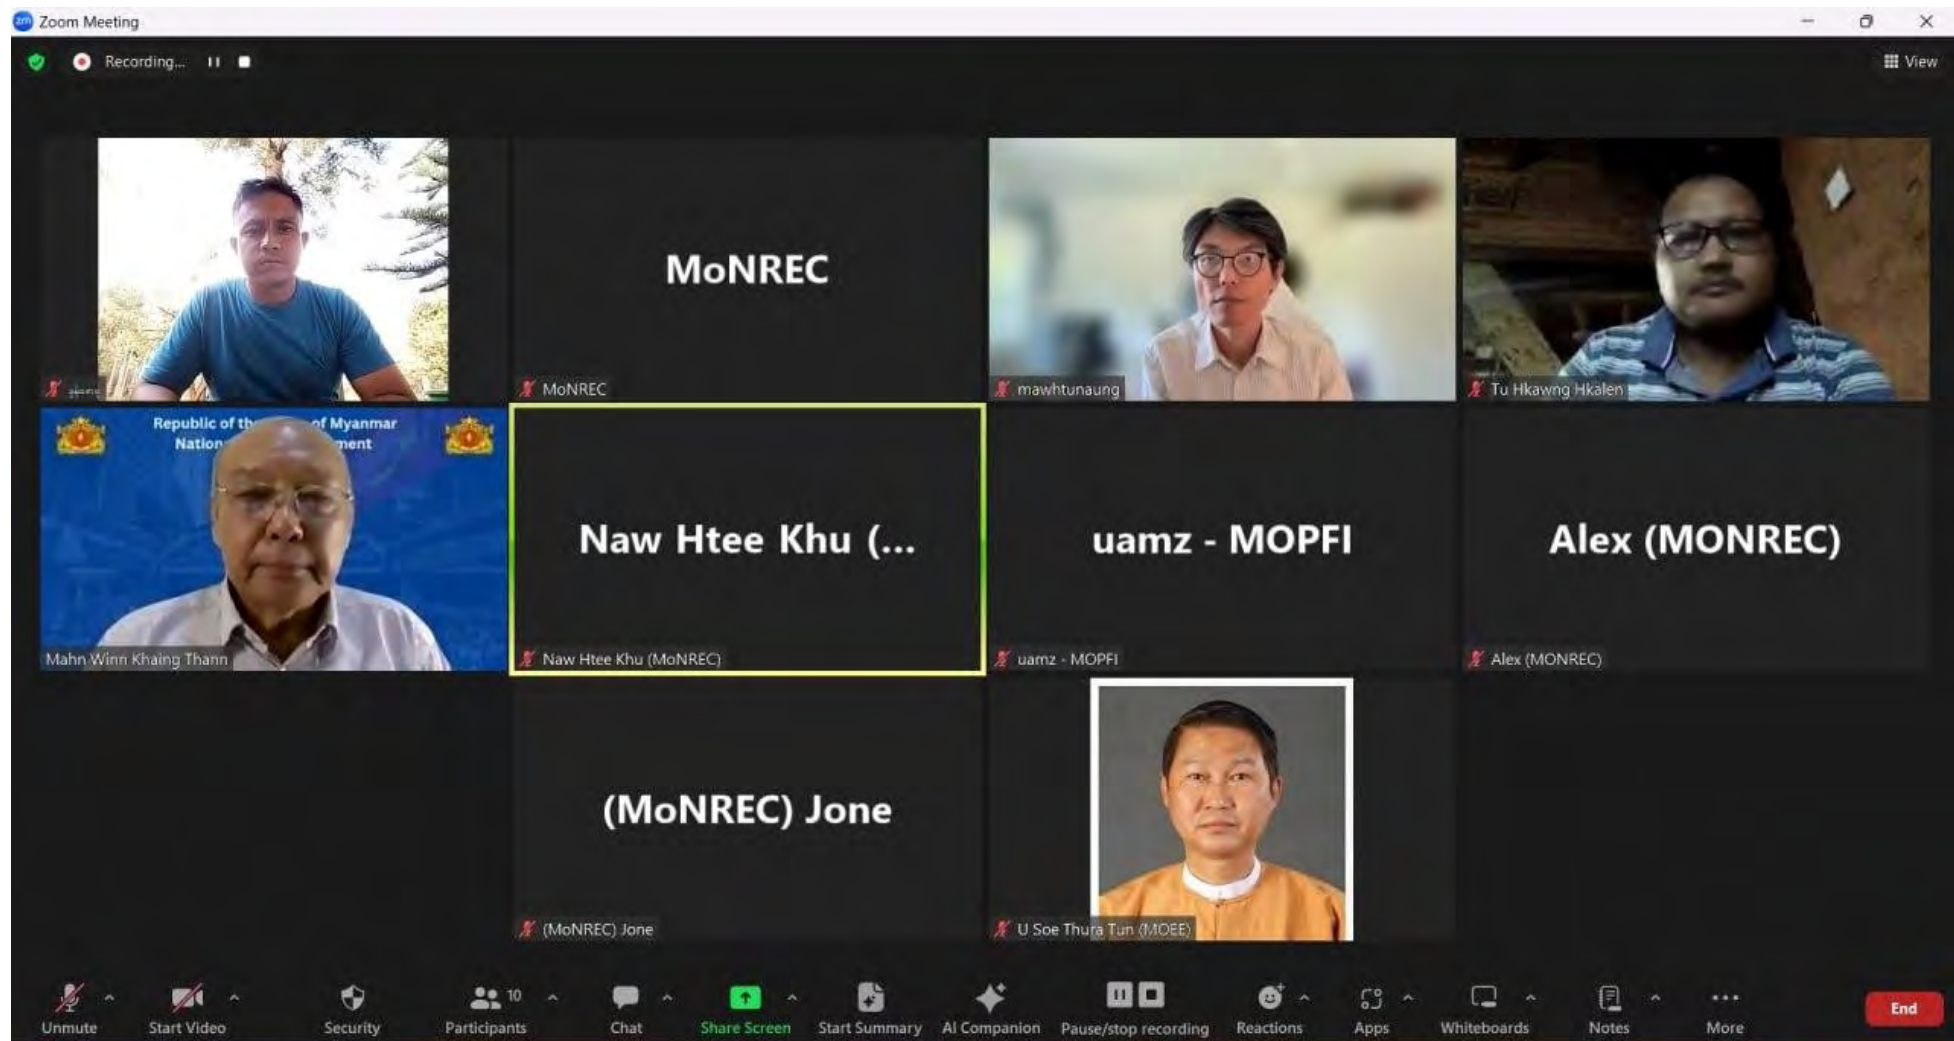 Zoom Meeting
Recording...
View
MoNREC
MoNREC
mawhtunaung
Tu Hkawng Hkalen
Republic of the of Myanmar
Nation ment
Mahn Winn Khaing Thann
Naw Htee Khu (...
Naw Htee Khu (MoNREC)
uamz - MOPFI
uamz - MOPFI
Alex (MONREC)
Alex (MONREC)
(MoNREC) Jone
(MoNREC) Jone
U Soe Thura Tun (MOEE)
Unmute
Start Video
Security
10
Participants
Chat
Share Screen
Start Summary
AI Companion
Pause/stop recording
Reactions
Apps
Whiteboards
Notes
More
End